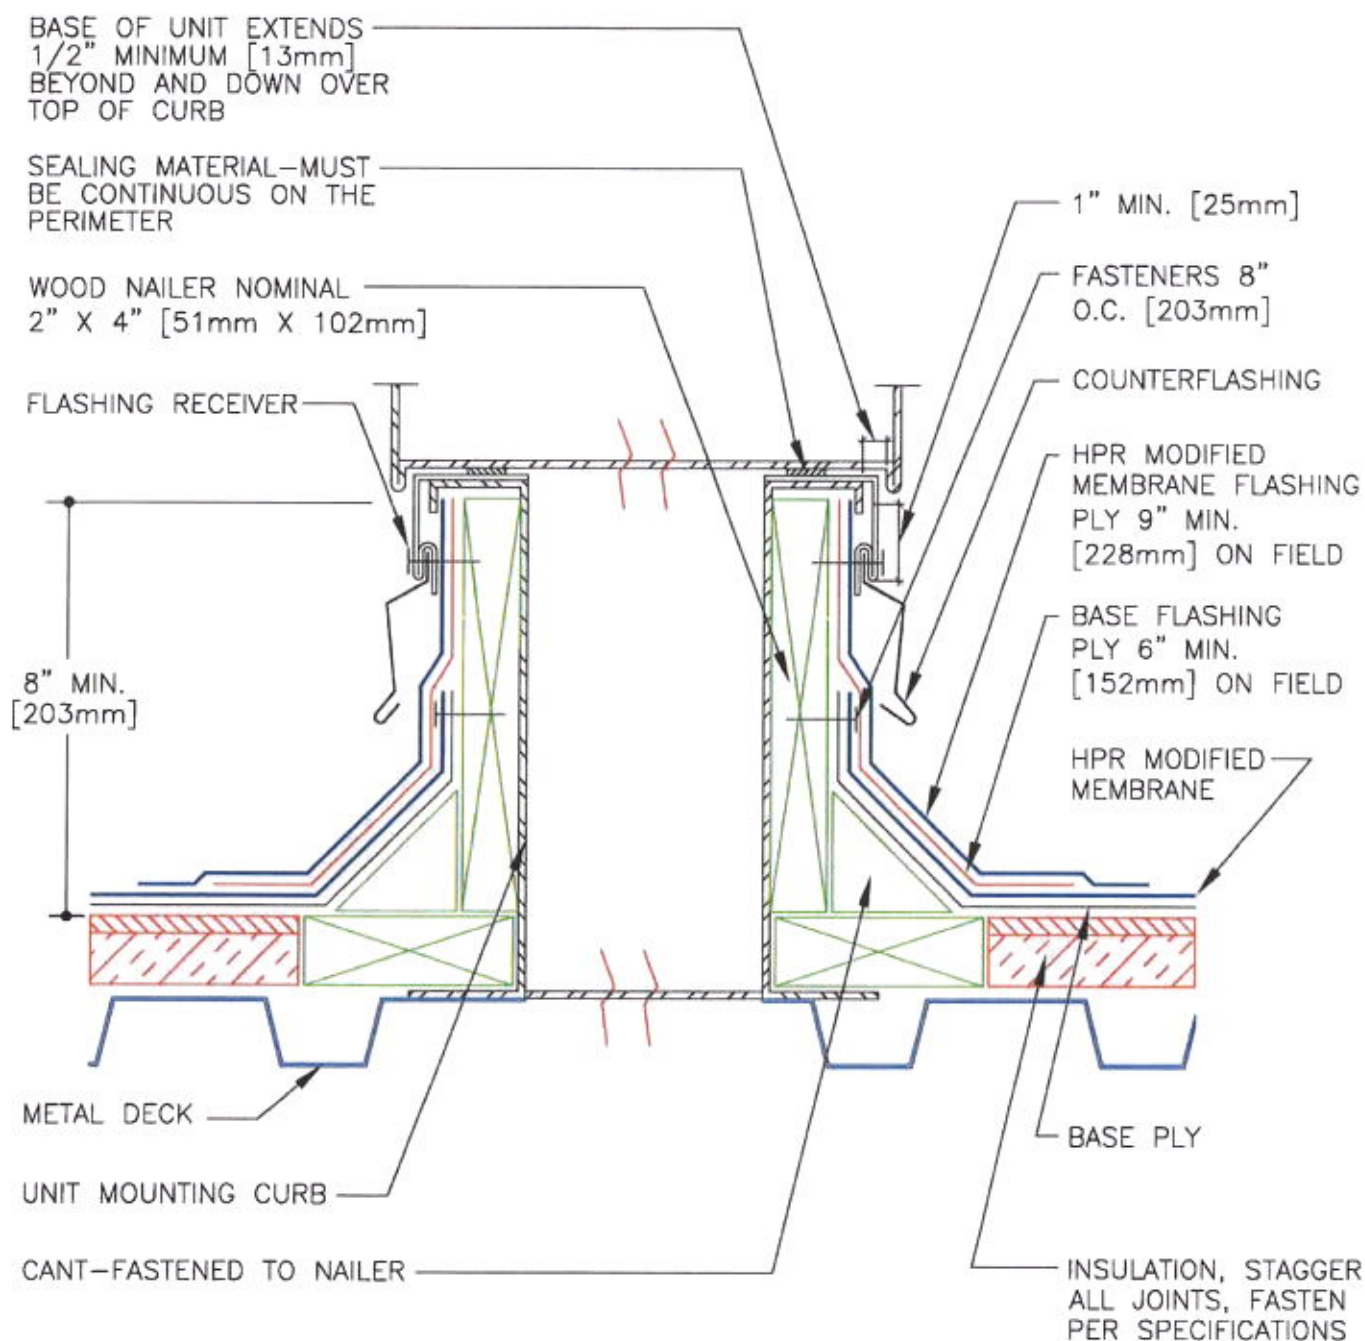 BASE OF UNIT EXTENDS
1/2" MINIMUM [13mm]
BEYOND AND DOWN OVER
TOP OF CURB
SEALING MATERIAL-MUST
BE CONTINUOUS ON THE
PERIMETER
WOOD NAILER NOMINAL
2" X 4" [51mm X 102mm]
FLASHING RECEIVER
8" MIN.
[203mm]
METAL DECK
UNIT MOUNTING CURB
CANT-FASTENED TO NAILER
1" MIN. [25mm]
FASTENERS 8"
O.C. [203mm]
COUNTERFLASHING
HPR MODIFIED
MEMBRANE FLASHING
PLY 9" MIN.
[228mm] ON FIELD
BASE FLASHING
PLY 6" MIN.
[152mm] ON FIELD
HPR MODIFIED
MEMBRANE
BASE PLY
INSULATION, STAGGER
ALL JOINTS, FASTEN
PER SPECIFICATIONS